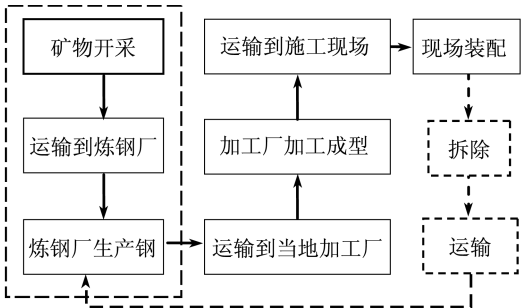 矿物开采
运输到炼钢厂
炼钢厂生产钢
运输到当地加工厂
加工厂加工成型
运输到施工现场
现场装配
拆除
运输